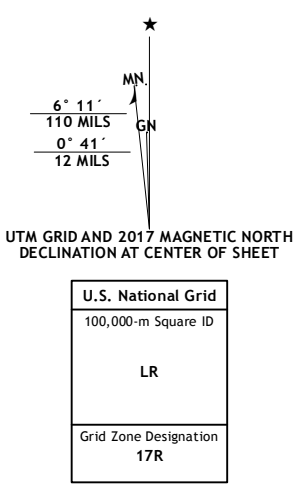 MN.
6° 11´
110 MILS
GN
0° 41´
12 MILS
UTM GRID AND 2017 MAGNETIC NORTH
DECLINATION AT CENTER OF SHEET
U.S. National Grid
100,000-m Square ID
LR
Grid Zone Designation
17R